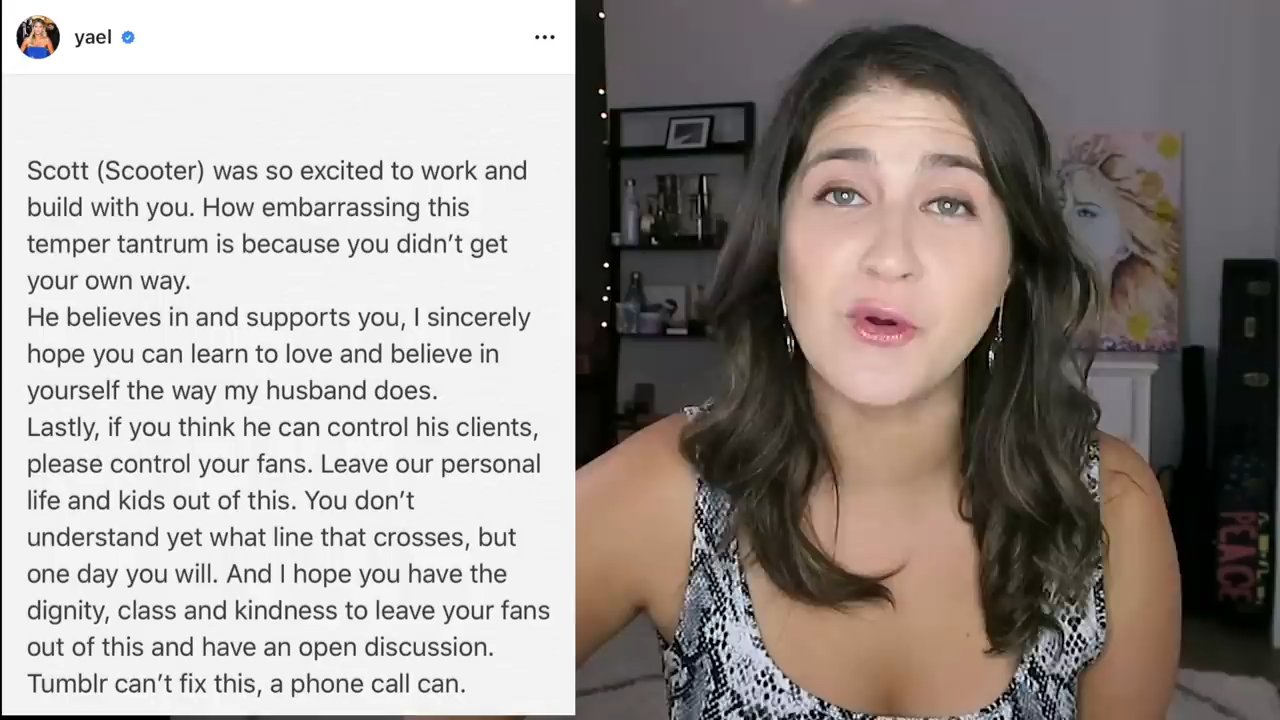 yael
Scott (Scooter) was so excited to work and
build with you. How embarrassing this
temper tantrum is because you didn’t get
your own way.
He believes in and supports you, I sincerely
hope you can learn to love and believe in
yourself the way my husband does.
Lastly, if you think he can control his clients,
please control your fans. Leave our personal
life and kids out of this. You don’t
understand yet what line that crosses, but
one day you will. And I hope you have the
dignity, class and kindness to leave your fans
out of this and have an open discussion.
Tumblr can’t fix this, a phone call can.
PEACE